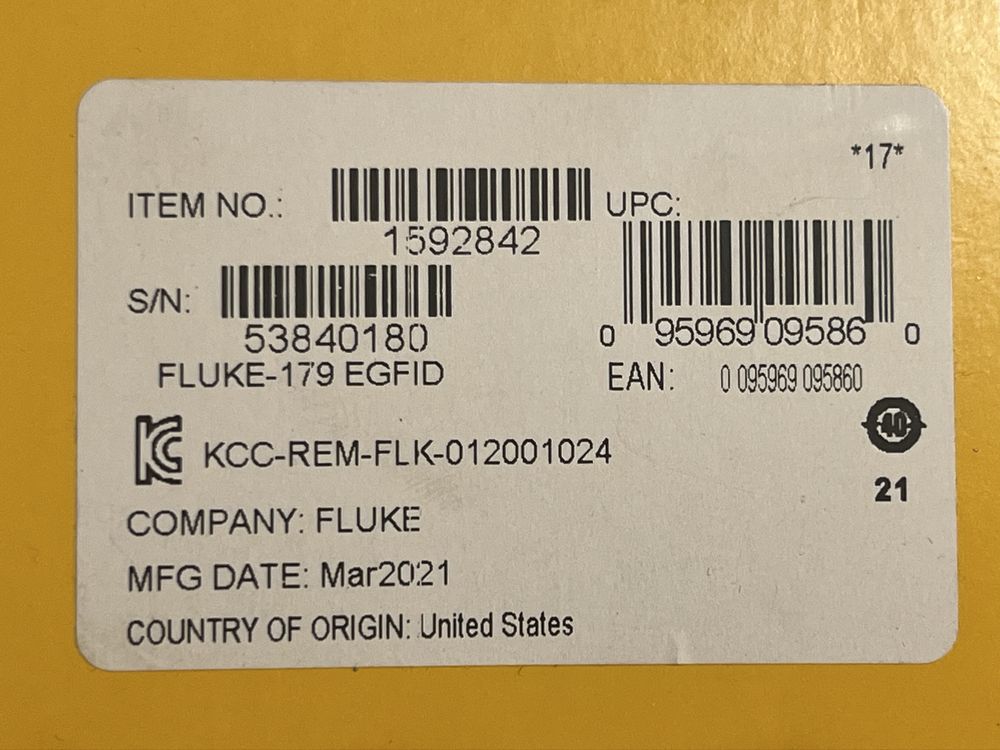 *17*
ITEM NO.:
1592842
UPC:
0 95969 09586 0
S/N:
53840180
FLUKE-179 EGFID
EAN: 0 095969 095860
40
21
KCC-REM-FLK-012001024
COMPANY: FLUKE
MFG DATE: Mar2021
COUNTRY OF ORIGIN: United States